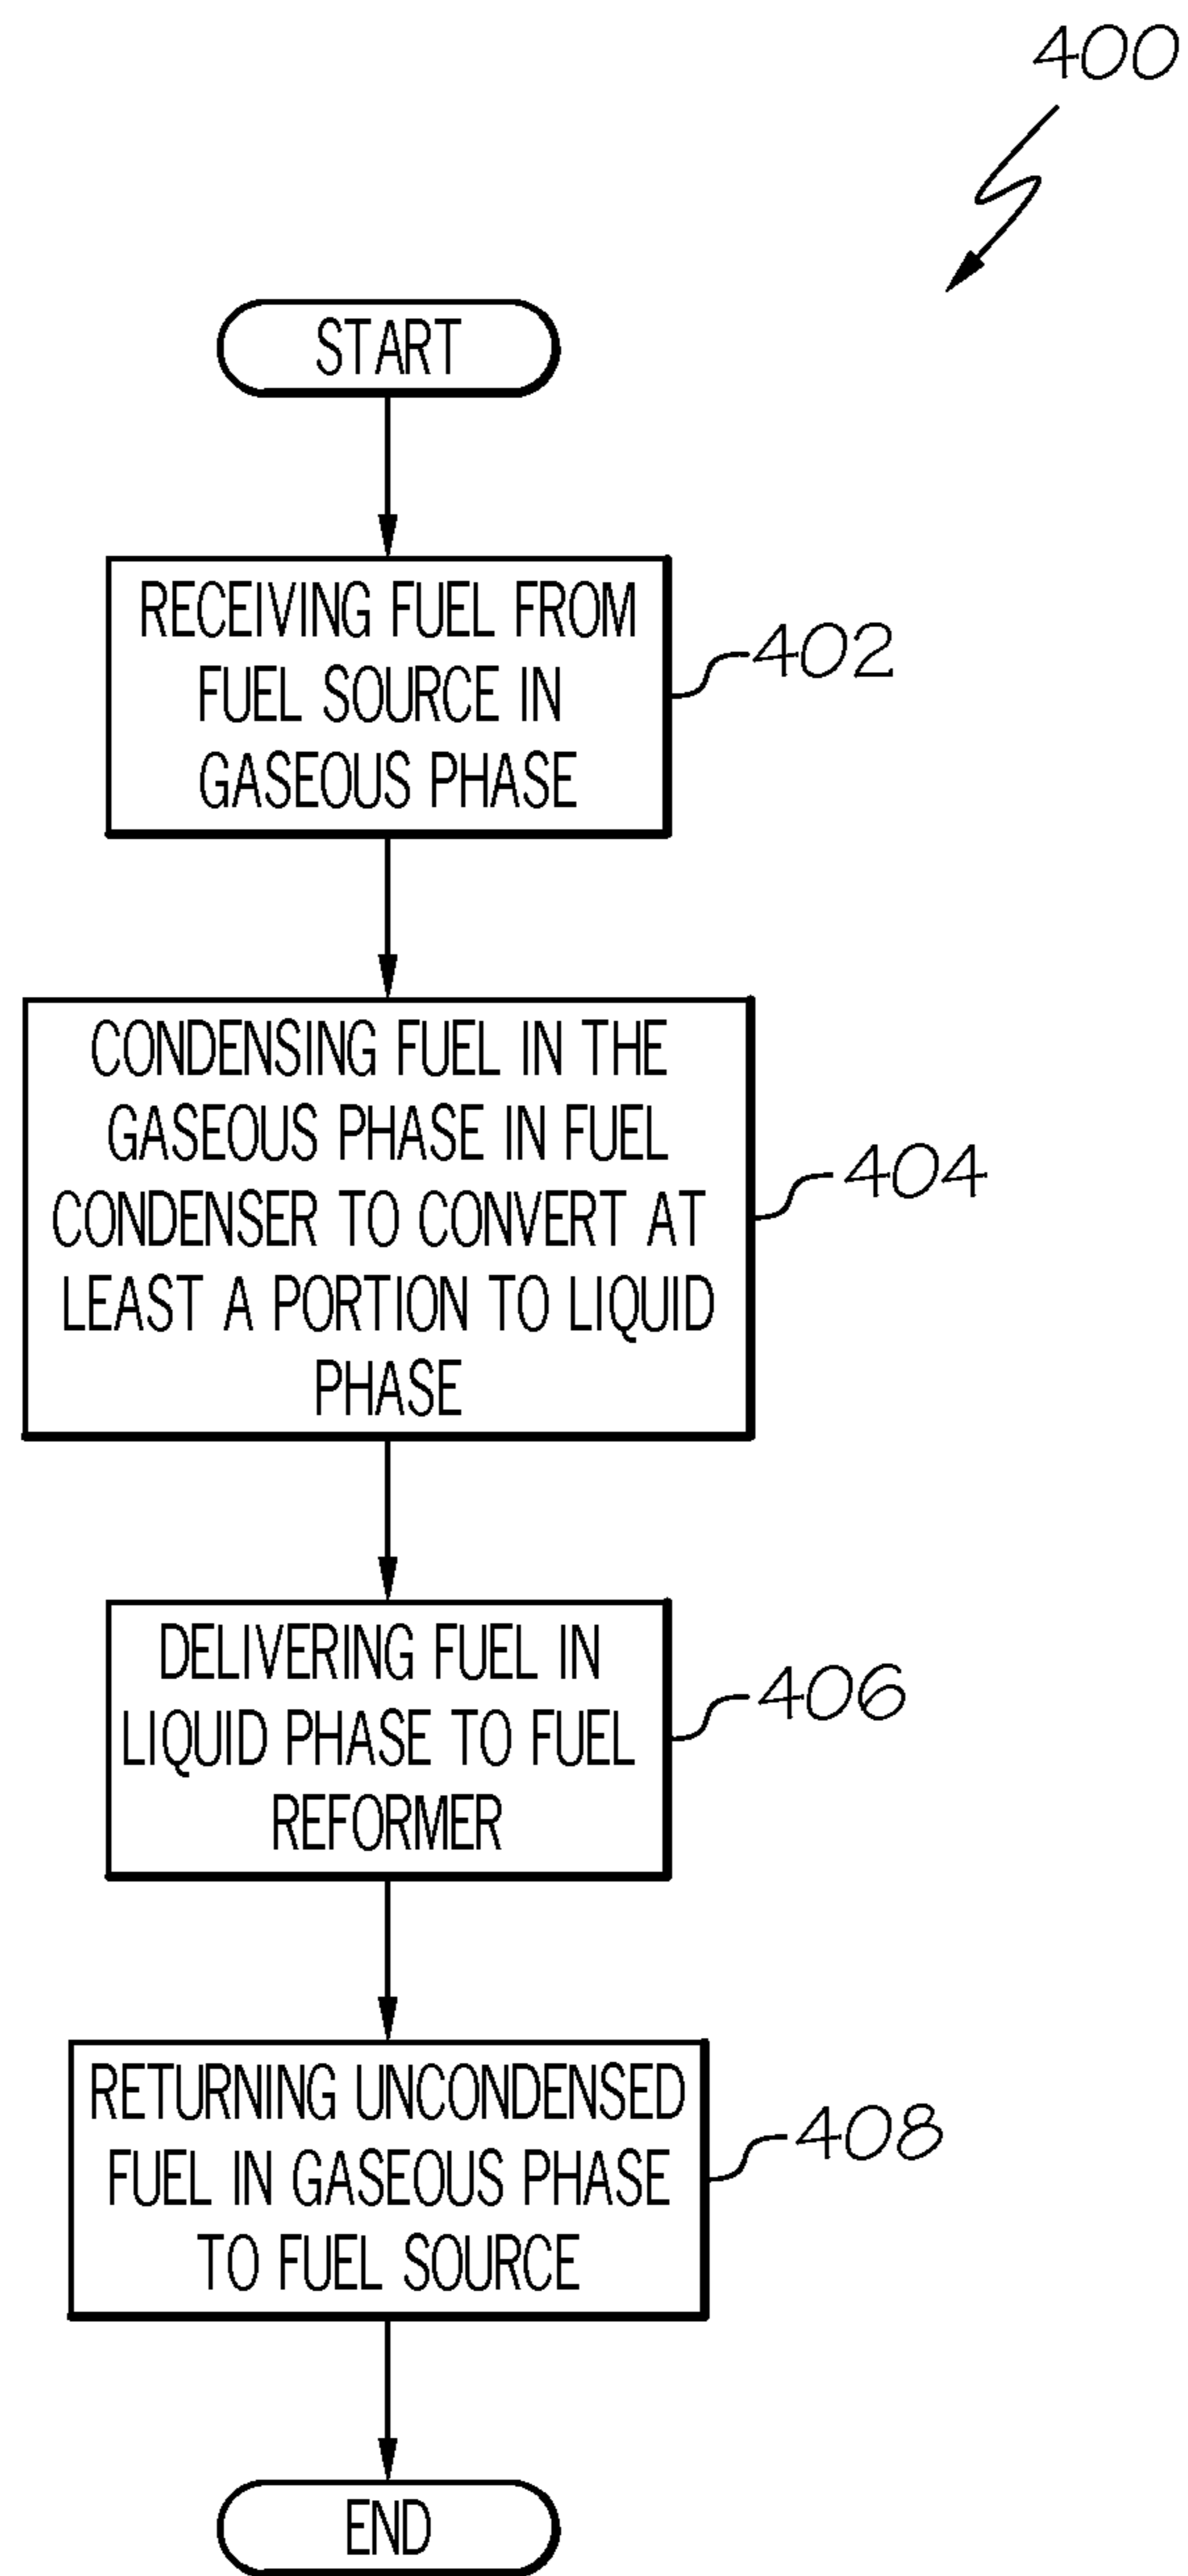 400
START
RECEIVING FUEL FROM
FUEL SOURCE IN
GASEOUS PHASE
402
CONDENSING FUEL IN THE
GASEOUS PHASE IN FUEL
CONDENSER TO CONVERT AT
LEAST A PORTION TO LIQUID
PHASE
404
DELIVERING FUEL IN
LIQUID PHASE TO FUEL
REFORMER
406
RETURNING UNCONDENSED
FUEL IN GASEOUS PHASE
TO FUEL SOURCE
408
END